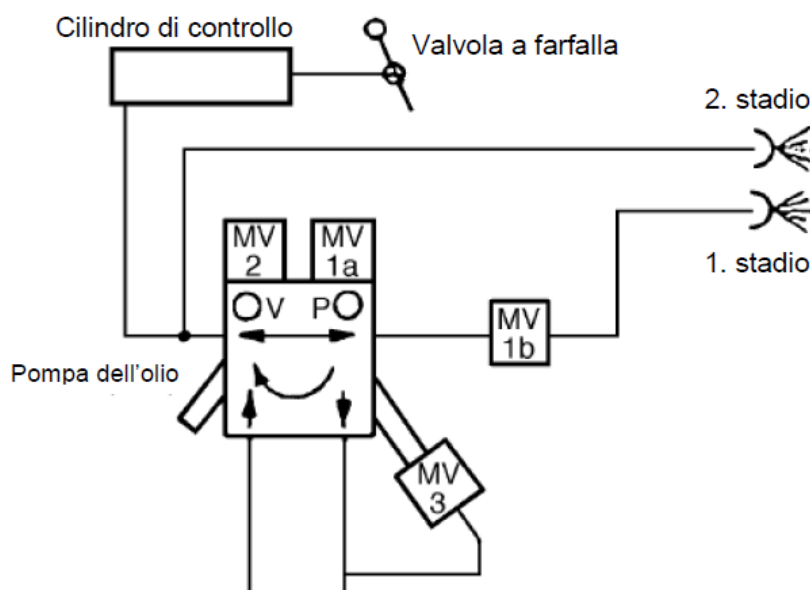 Cilindro di controllo
Valvola a farfalla
2. stadio
1. stadio
MV
2
MV
1a
V
P
MV
1b
Pompa dell'olio
MV
3